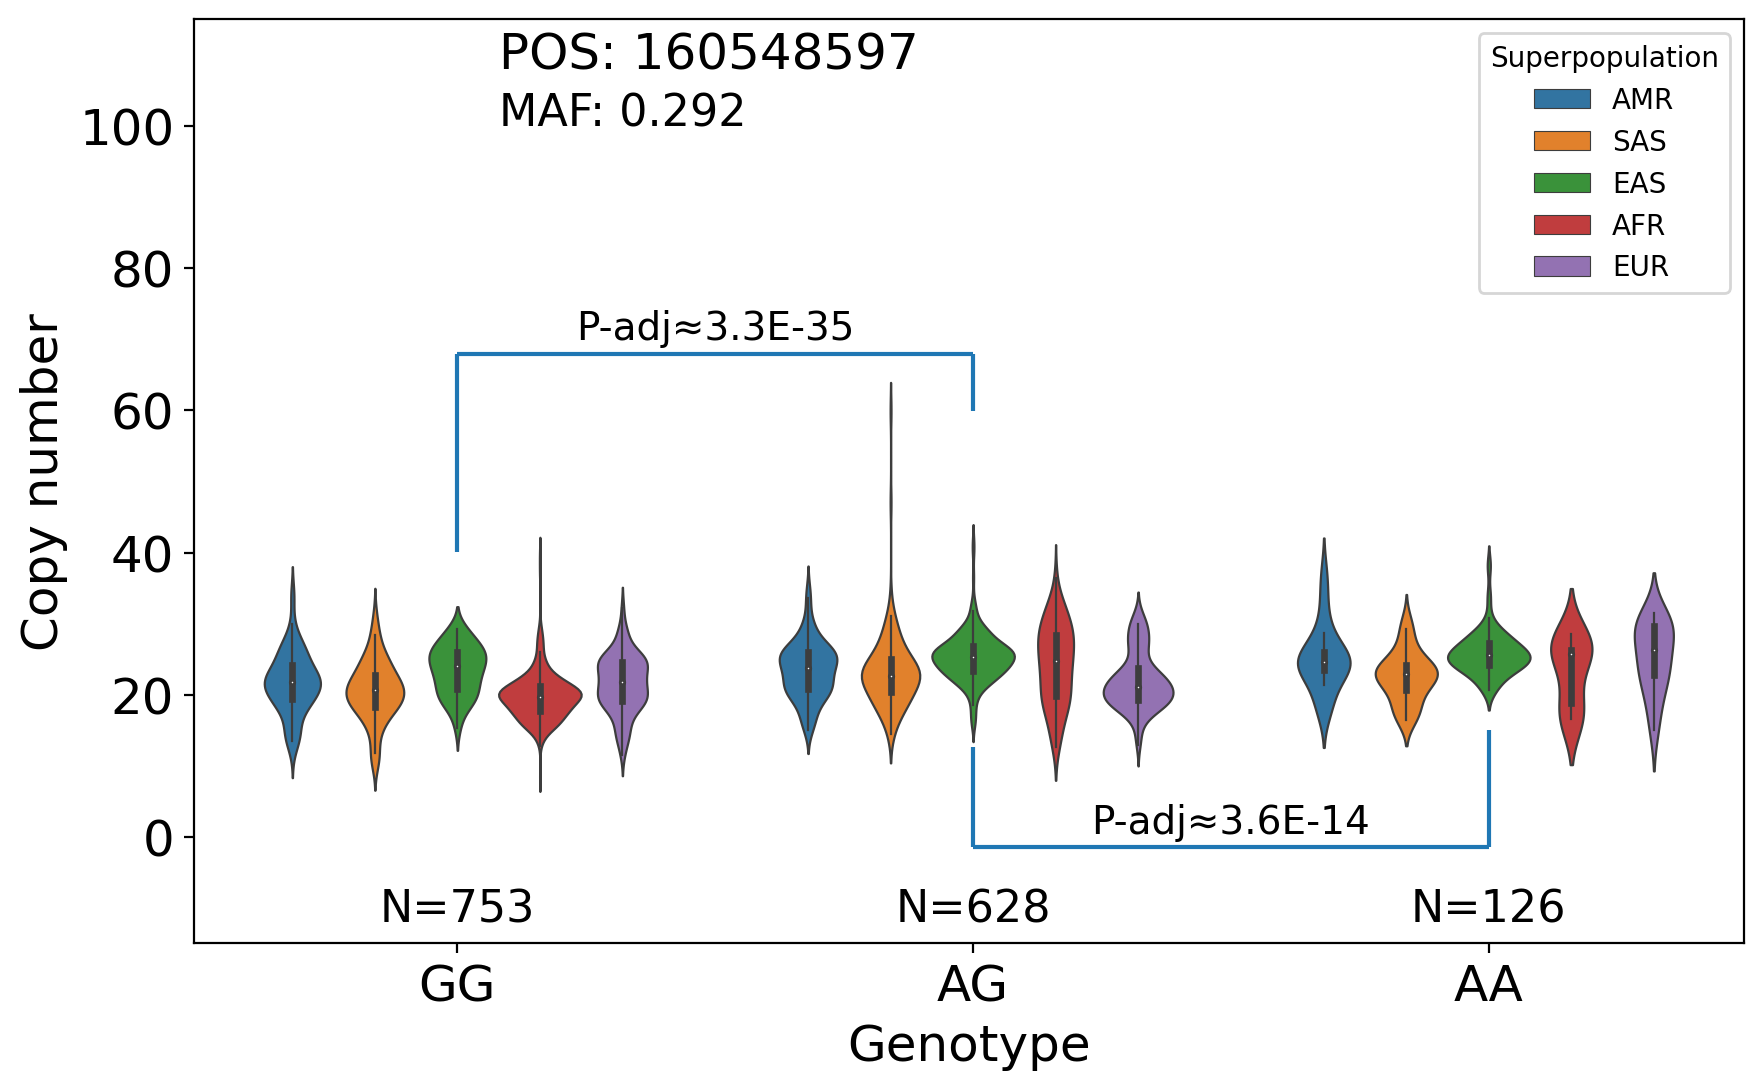 POS: 160548597
MAF: 0.292
Superpopulation
AMR
SAS
EAS
AFR
EUR
Copy number
100
80
60
40
20
0
P-adj≈3.3E-35
P-adj≈3.6E-14
N=753
N=628
N=126
GG
AG
AA
Genotype